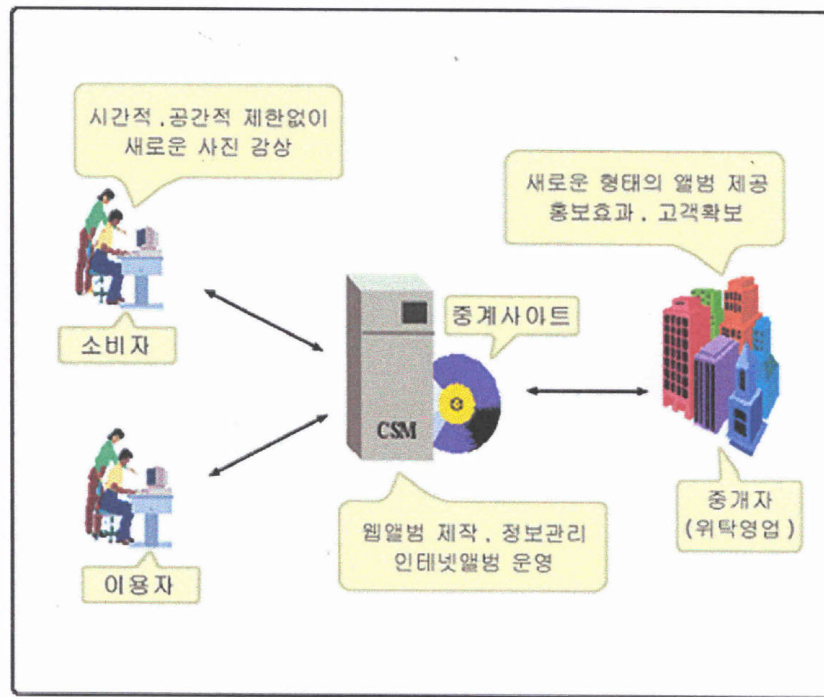 시간적 . 공간적 제한없이
새로운 사진 감상
소비자
이용자
CSM
중계사이트
웹앨범 제작 . 정보관리
인테넷앨범 운영
새로운 형태의 앨범 제공
홍보효과 . 고객확보
중개자
(위탁영업)